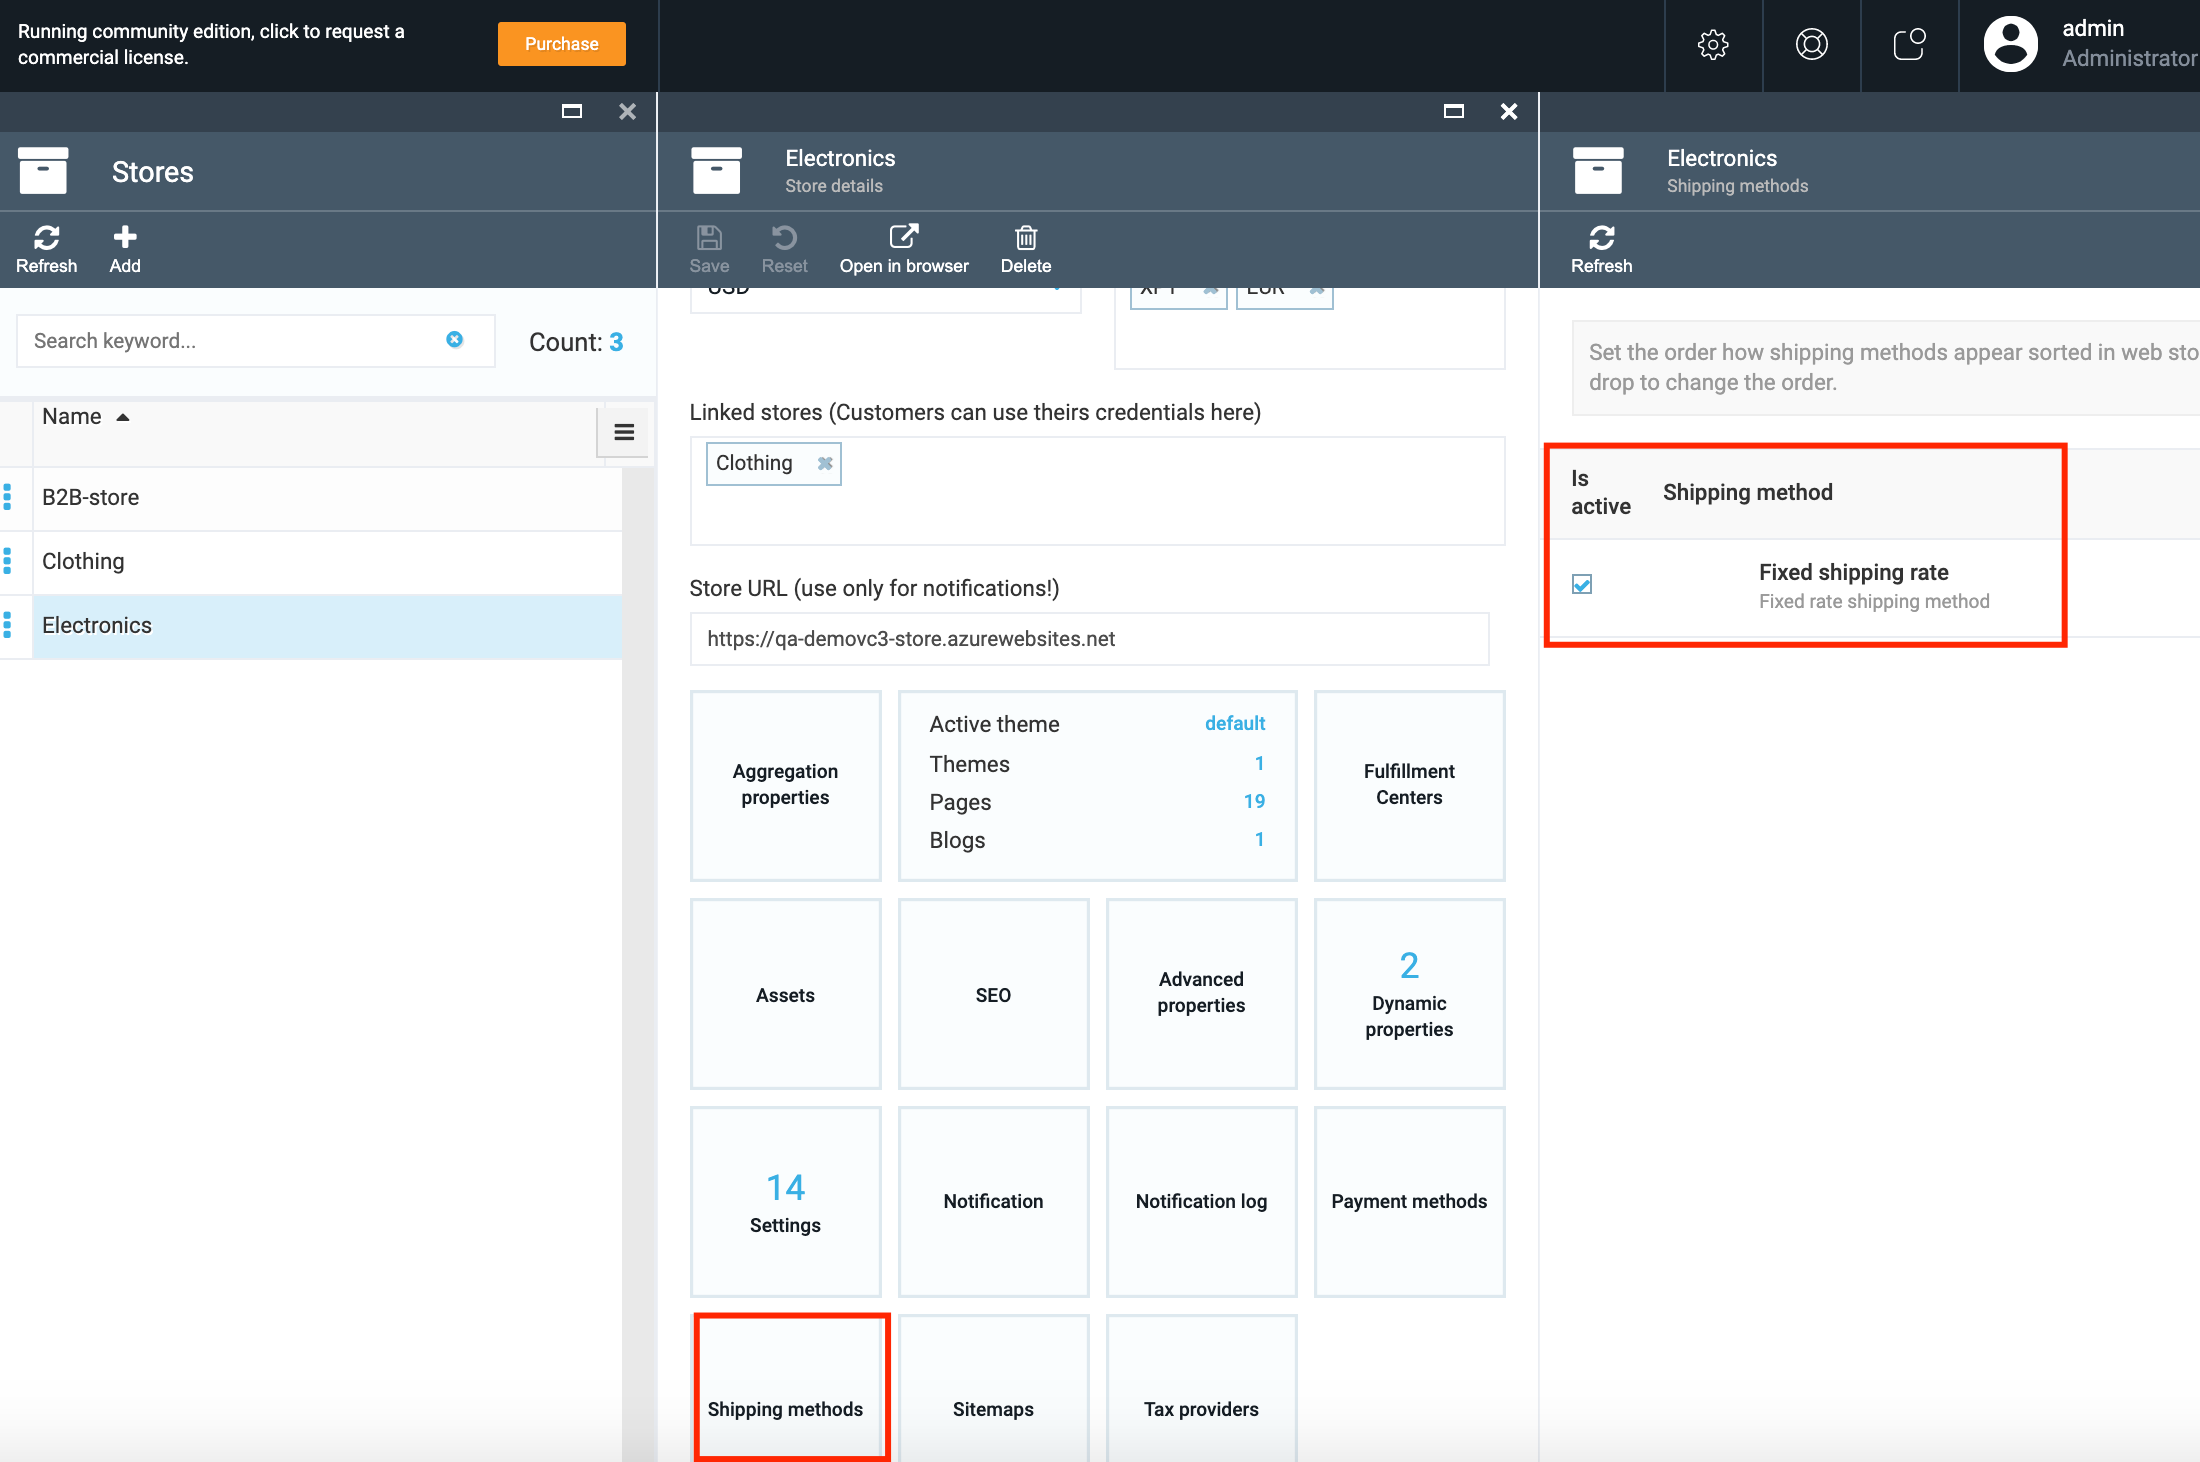 Running community edition, click to request a
commercial license.
Purchase
admin
Administrator
Stores
Refresh
Add
Search keyword...
Count: 3
Name
B2B-store
Clothing
Electronics
Electronics
Store details
Save
Reset
Open in browser
Delete
USD
EUR
Linked stores (Customers can use theirs credentials here)
Clothing
Store URL (use only for notifications!)
https://qa-demovc3-store.azurewebsites.net
Aggregation
properties
Active theme default
Themes 1
Pages 19
Blogs 1
Fulfillment
Centers
Assets
SEO
Advanced
properties
2
Dynamic
properties
14
Settings
Notification
Notification log
Payment methods
Shipping methods
Sitemaps
Tax providers
Electronics
Shipping methods
Refresh
Set the order how shipping methods appear sorted in web sto
drop to change the order.
Is
active
Shipping method
Fixed shipping rate
Fixed rate shipping method